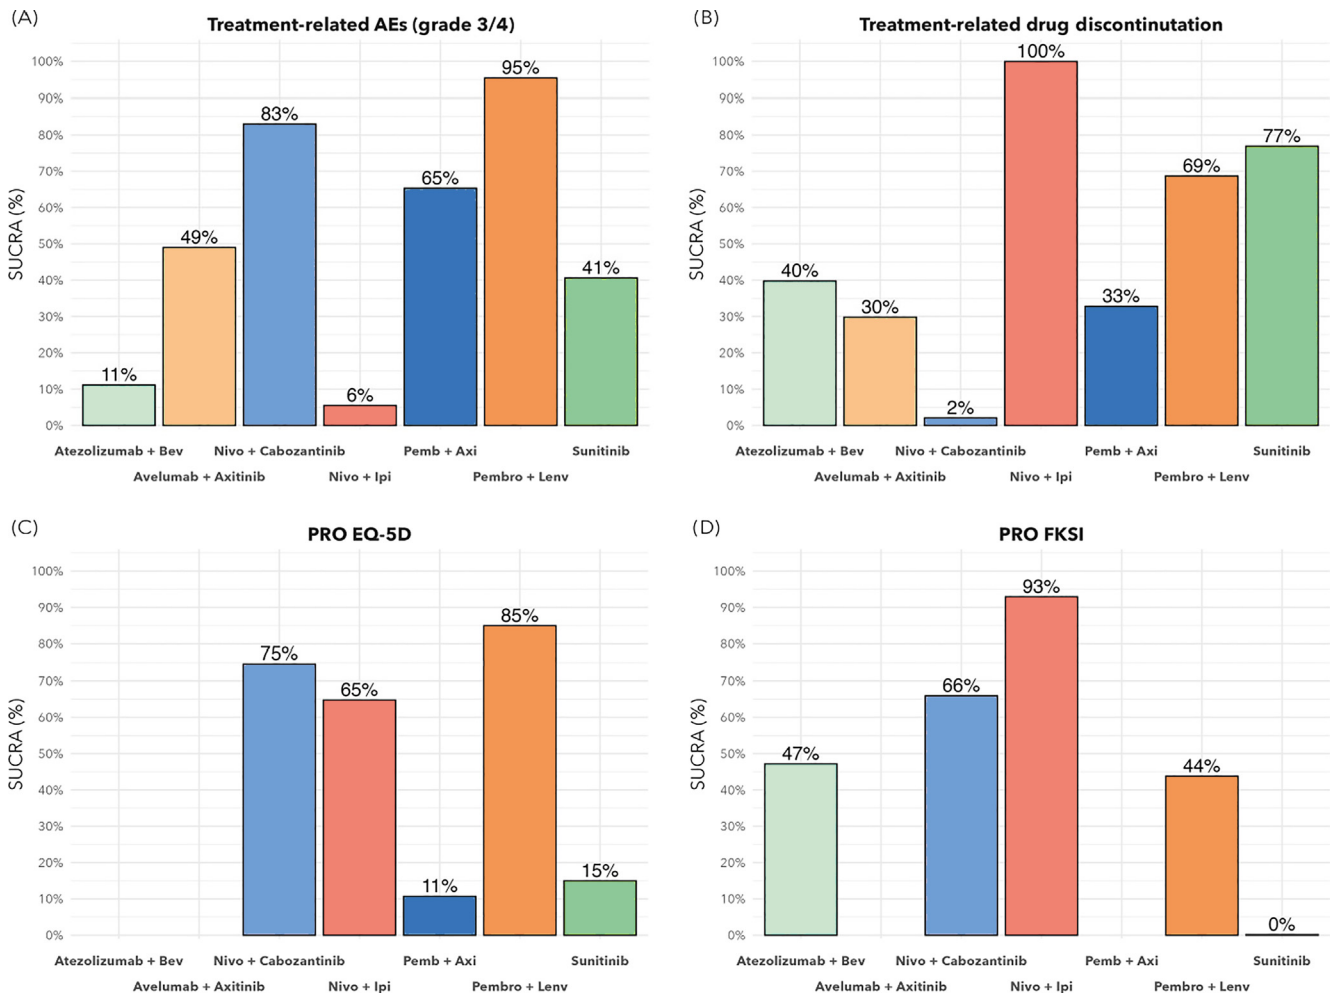 (A)
Treatment-related AEs (grade 3/4)
SUCRA (%)
100%
90%
80%
70%
60%
50%
40%
30%
20%
10%
0%
11%
49%
83%
6%
65%
95%
41%
Atezolizumab + Bev
Avelumab + Axitinib
Nivo + Cabozantinib
Nivo + Ipi
Pemb + Axi
Pembro + Lenv
Sunitinib
(B)
Treatment-related drug discontinutation
SUCRA (%)
100%
90%
80%
70%
60%
50%
40%
30%
20%
10%
0%
40%
30%
2%
100%
33%
69%
77%
Atezolizumab + Bev
Avelumab + Axitinib
Nivo + Cabozantinib
Nivo + Ipi
Pemb + Axi
Pembro + Lenv
Sunitinib
(C)
PRO EQ-5D
SUCRA (%)
100%
90%
80%
70%
60%
50%
40%
30%
20%
10%
0%
75%
65%
11%
85%
15%
Atezolizumab + Bev
Avelumab + Axitinib
Nivo + Cabozantinib
Nivo + Ipi
Pemb + Axi
Pembro + Lenv
Sunitinib
(D)
PRO FKSI
SUCRA (%)
100%
90%
80%
70%
60%
50%
40%
30%
20%
10%
0%
47%
66%
93%
44%
0%
Atezolizumab + Bev
Avelumab + Axitinib
Nivo + Cabozantinib
Nivo + Ipi
Pemb + Axi
Pembro + Lenv
Sunitinib